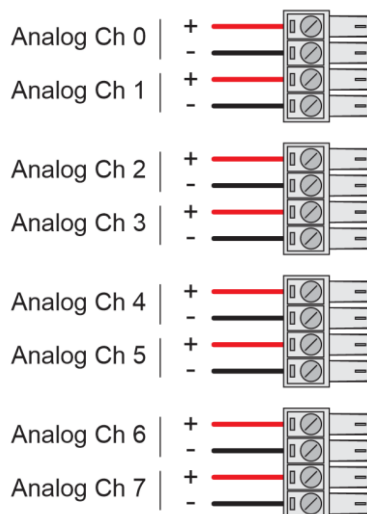 Analog Ch 0 +
-
Analog Ch 1 +
-
Analog Ch 2 +
-
Analog Ch 3 +
-
Analog Ch 4 +
-
Analog Ch 5 +
-
Analog Ch 6 +
-
Analog Ch 7 +
-